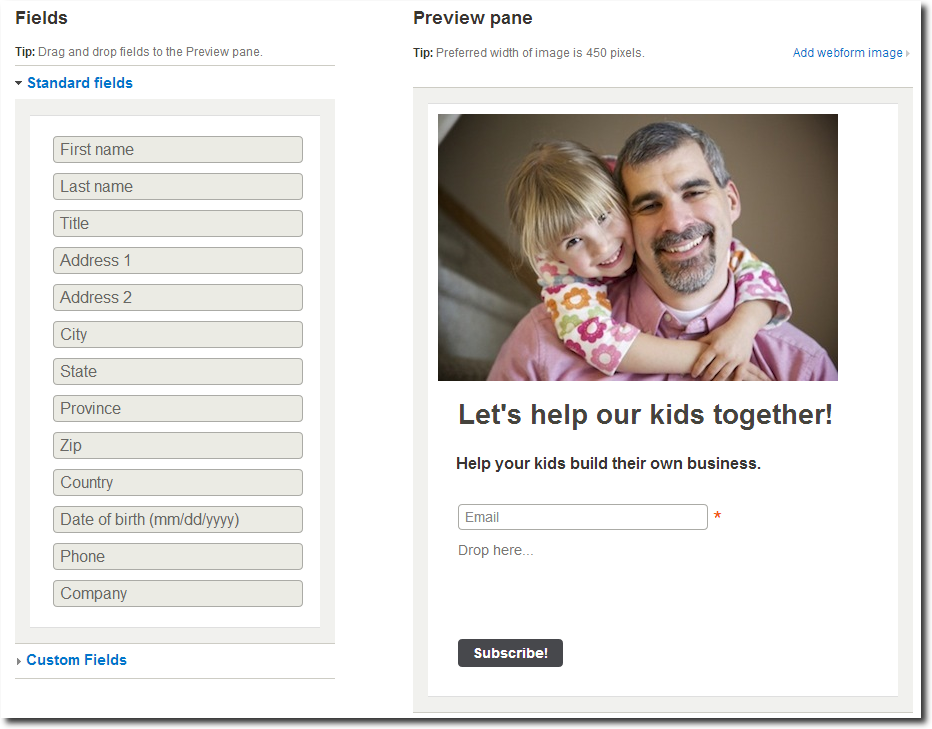 Fields
Tip: Drag and drop fields to the Preview pane.
Standard fields
First name
Last name
Title
Address 1
Address 2
City
State
Province
Zip
Country
Date of birth (mm/dd/yyyy)
Phone
Company
Custom Fields
Preview pane
Tip: Preferred width of image is 450 pixels.
Add webform image
Let's help our kids together!
Help your kids build their own business.
Email *
Drop here...
Subscribe!